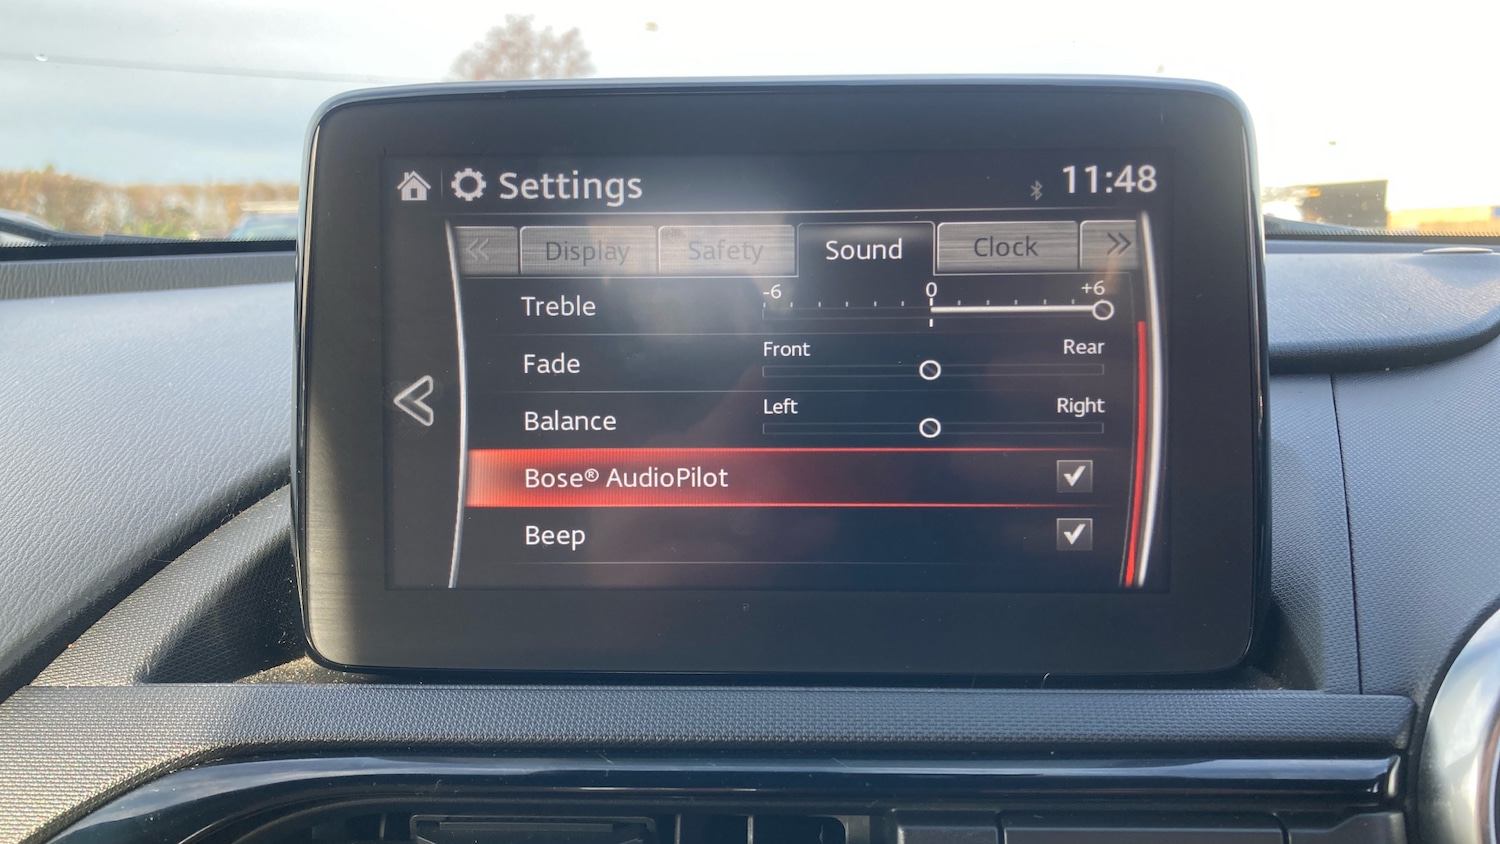 Settings 11:48
Display Safety Sound Clock
-6 0 +6
Treble
Front Rear
Fade
Left Right
Balance
Bose® AudioPilot
Beep